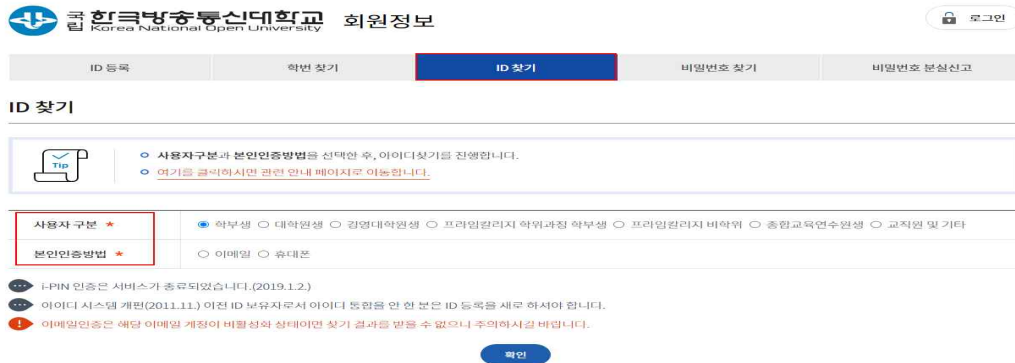 국립 한국방송통신대학교 회원정보
Korea National Open University
로그인
ID 등록 학번 찾기 ID 찾기 비밀번호 찾기 비밀번호 분실신고
ID 찾기
Tip
사용자구분과 본인인증방법을 선택한 후, 아이디찾기를 진행합니다.
여기를 클릭하시면 관련 안내 페이지로 이동합니다.
사용자 구분 * 학부생 대학원생 경영대학원생 프라임칼리지 학위과정 학부생 프라임칼리지 비학위 종합교육연수원생 교직원 및 기타
본인인증방법 * 이메일 휴대폰
i-PIN 인증은 서비스가 종료되었습니다.(2019.1.2.)
아이디 시스템 개편(2011.11.) 이전 ID 보유자로서 아이디 통합을 안 한 분은 ID 등록을 새로 하셔야 합니다.
이메일인증은 해당 이메일 계정이 비활성화 상태이면 찾기 결과를 받을 수 없으니 주의하시길 바랍니다.
확인